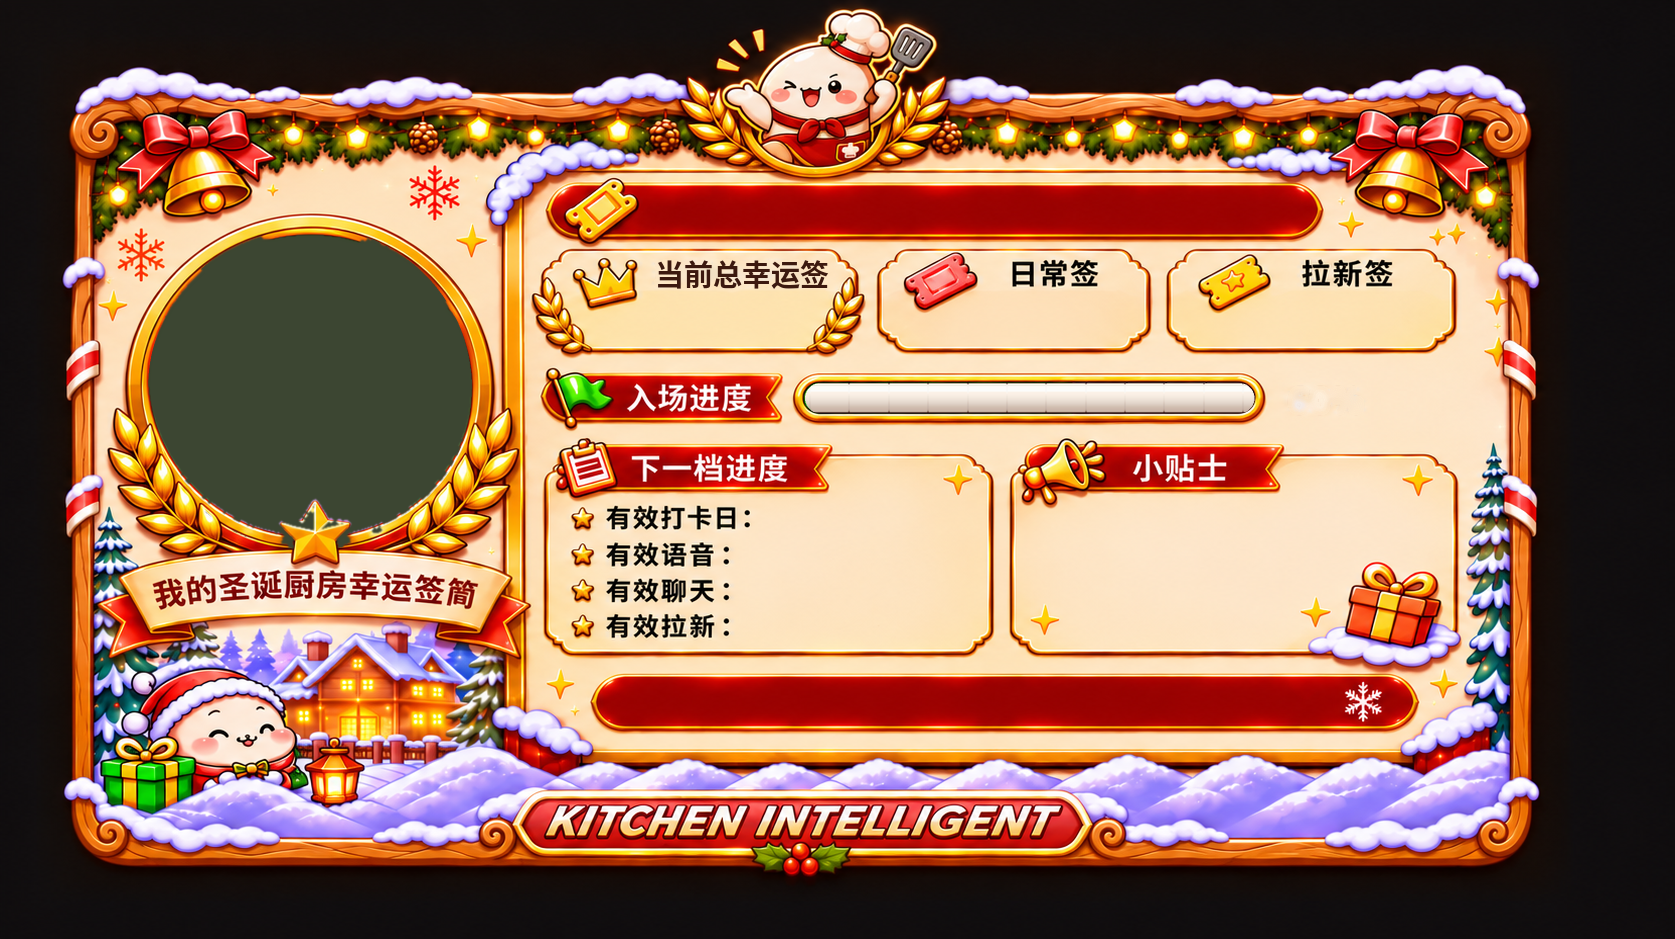 当前总幸运签
日常签
拉新签
入场进度
下一档进度
小贴士
有效打卡日：
有效语音：
有效聊天：
有效拉新：
我的圣诞厨房幸运签簡
KITCHEN INTELLIGENT